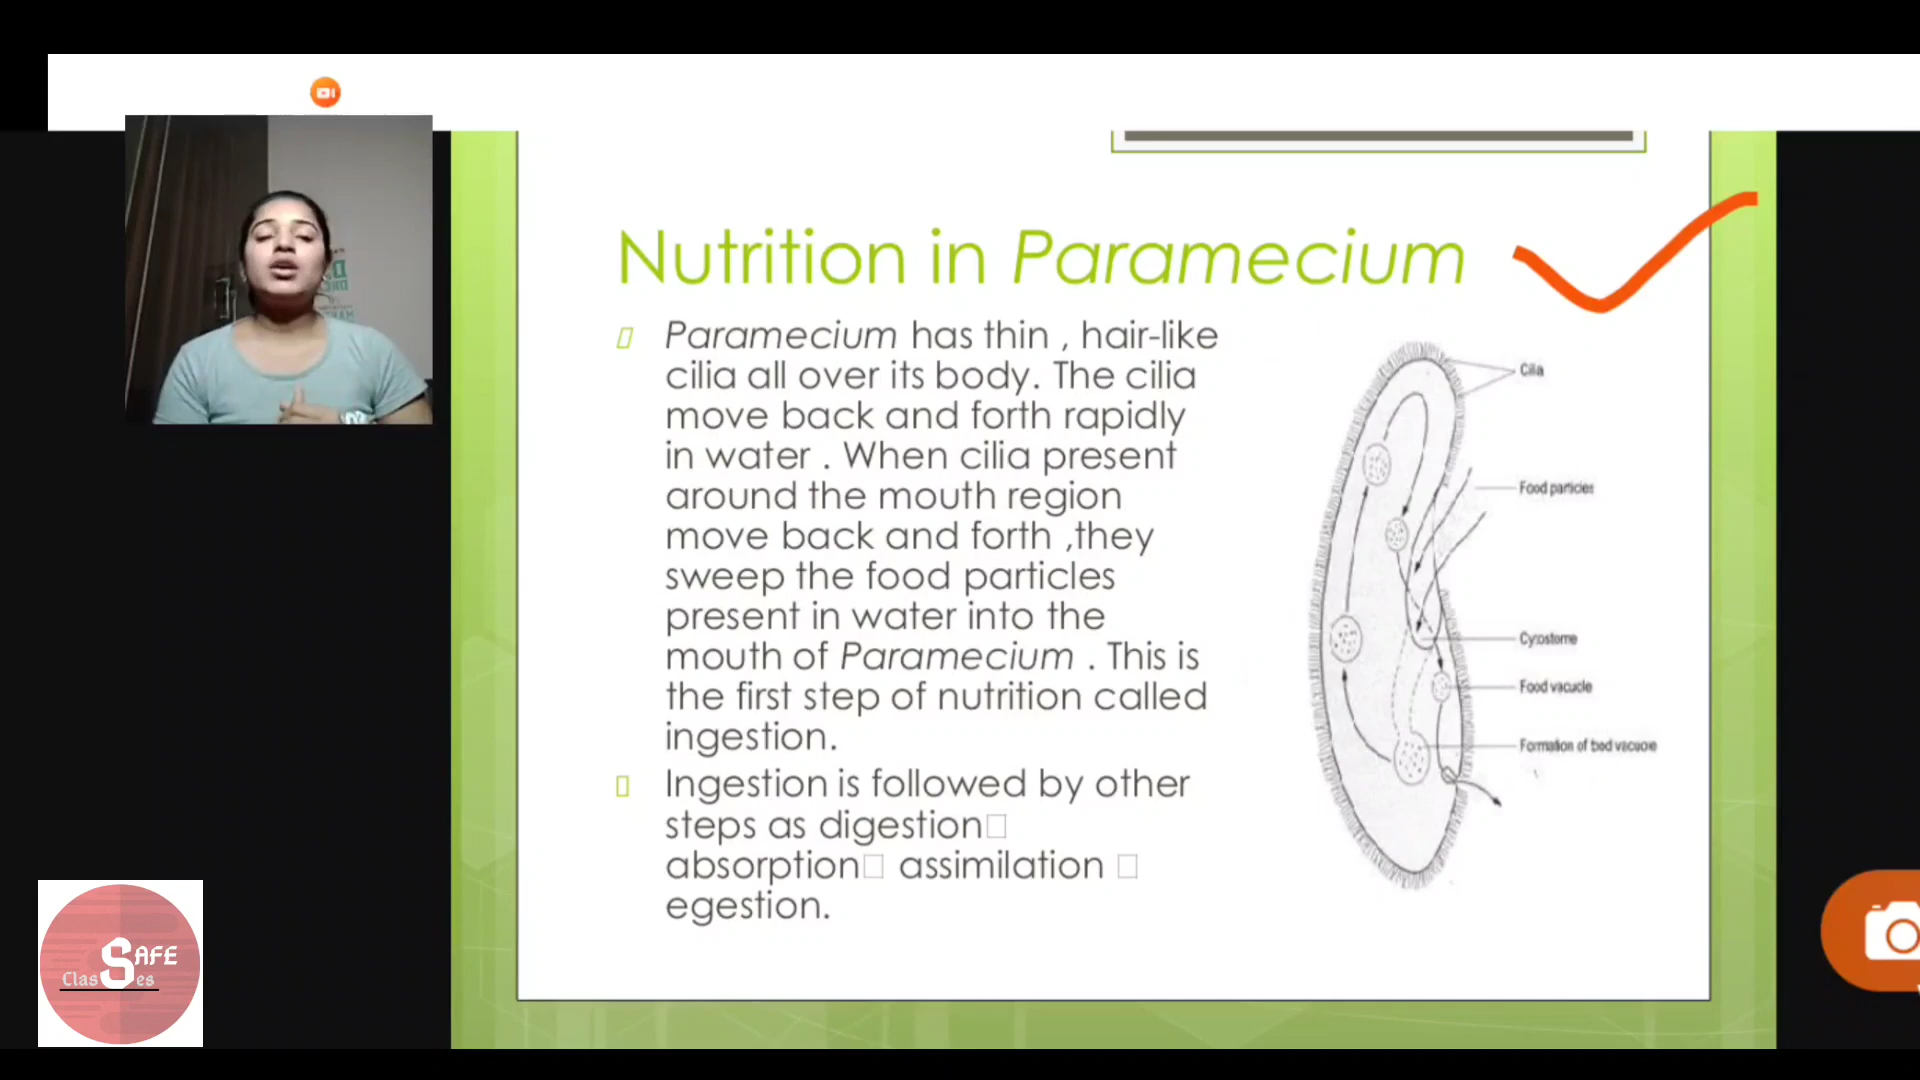 Nutrition in Paramecium
Paramecium has thin , hair-like
cilia all over its body. The cilia
move back and forth rapidly
in water . When cilia present
around the mouth region
move back and forth ,they
sweep the food particles
present in water into the
mouth of Paramecium . This is
the first step of nutrition called
ingestion.
Ingestion is followed by other
steps as digestion
absorption assimilation
egestion.
Cilia
Food particles
Cytostome
Food vacuole
Formation of
SAFE
Classes